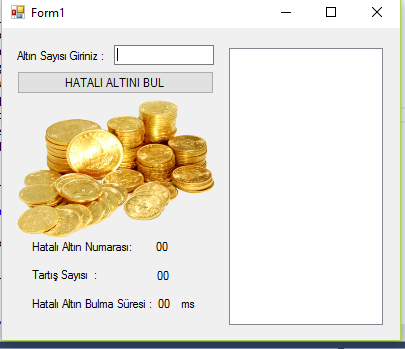 Form1
Altın Sayısı Giriniz :
HATALI ALTINI BUL
Hatalı Altın Numarası: 00
Tartış Sayısı : 00
Hatalı Altın Bulma Süresi : 00 ms